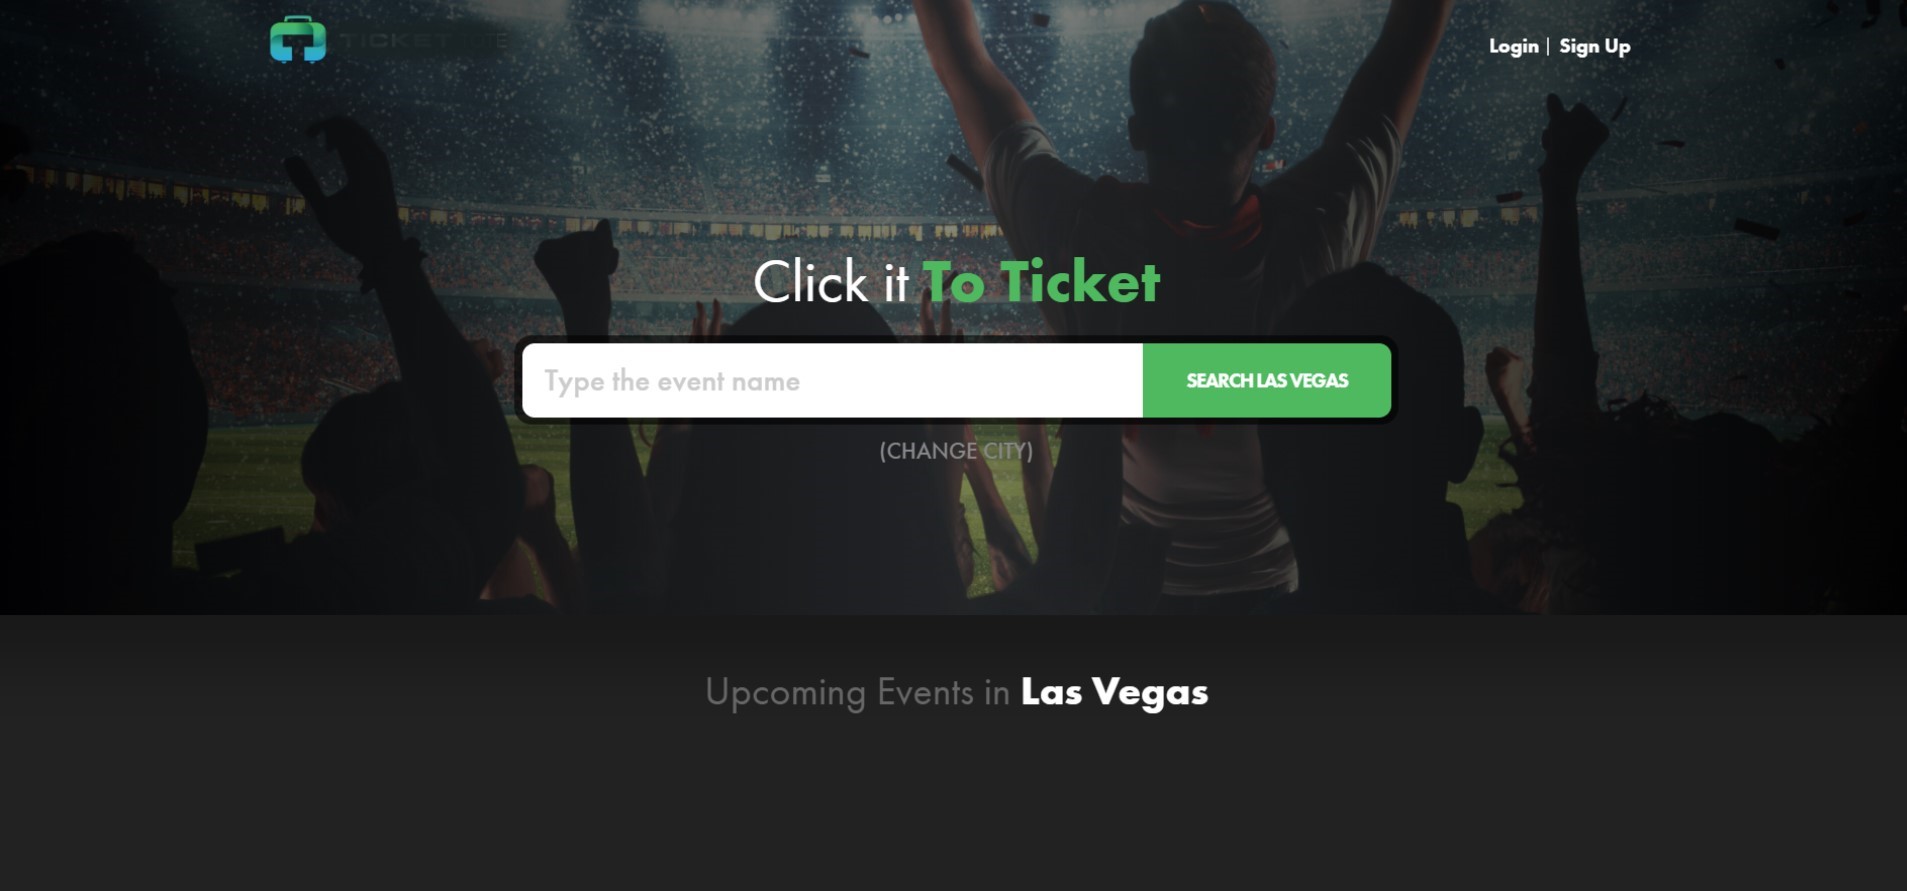 TICKET
Login | Sign Up
Click it To Ticket
Type the event name
SEARCH LAS VEGAS
(CHANGE CITY)
Upcoming Events in Las Vegas